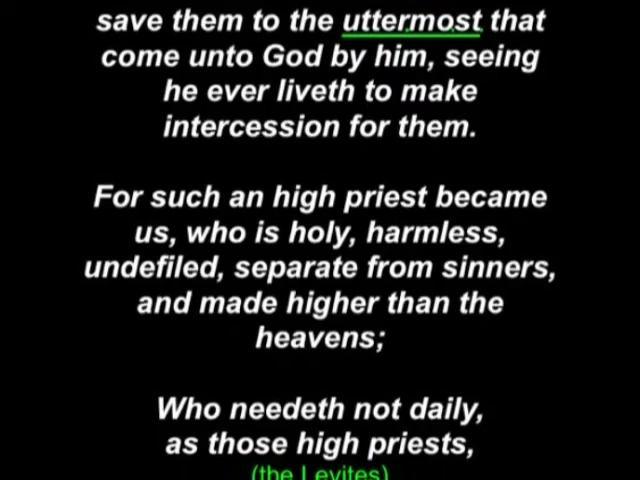 save them to the uttermost that
come unto God by him, seeing
he ever liveth to make
intercession for them.
For such an high priest became
us, who is holy, harmless,
undefiled, separate from sinners,
and made higher than the
heavens;
Who needeth not daily,
as those high priests,
(the Levites)